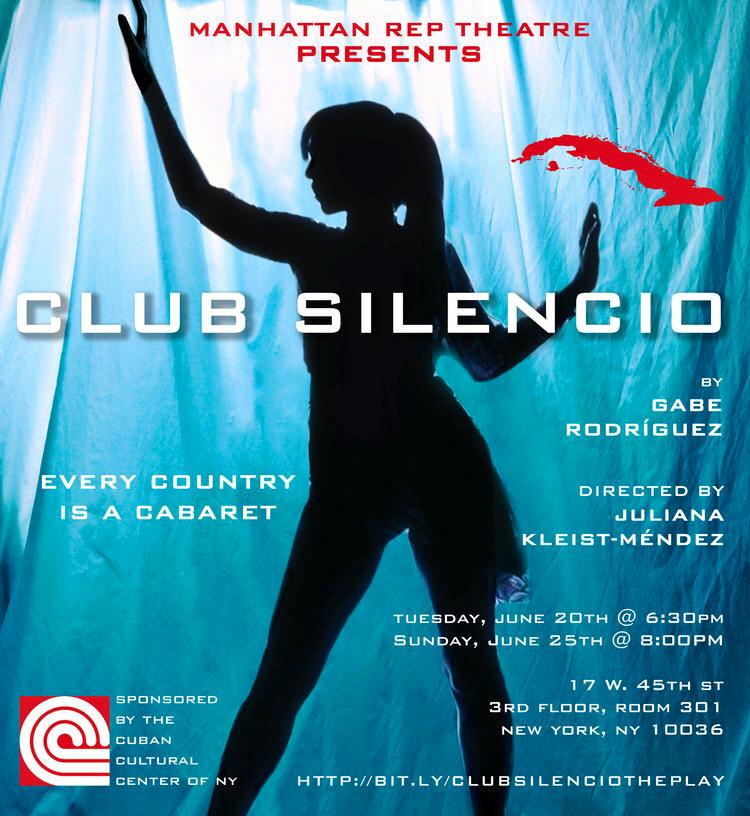 MANHATTAN REP THEATRE
PRESENTS
CLUB SILENCIO
BY
GABE
RODRÍGUEZ
EVERY COUNTRY
IS A CABARET
DIRECTED BY
JULIANA
KLEIST-MÉNDEZ
TUESDAY, JUNE 20TH @ 6:30PM
SUNDAY, JUNE 25TH @ 8:00PM
17 W. 45TH ST
3RD FLOOR, ROOM 301
NEW YORK, NY 10036
SPONSORED
BY THE
CUBAN
CULTURAL
CENTER OF NY
HTTP://BIT.LY/CLUBSILENCIOTHEPLAY